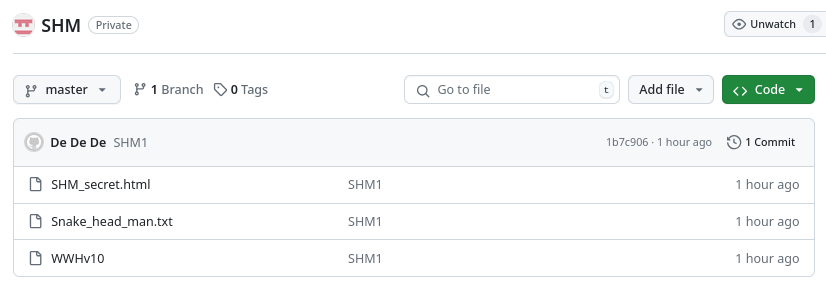 SHM Private Unwatch 1
master 1 Branch 0 Tags Go to file t Add file Code
De De De SHM1 1b7c906 · 1 hour ago 1 Commit
SHM_secret.html SHM1 1 hour ago
Snake_head_man.txt SHM1 1 hour ago
WWHv10 SHM1 1 hour ago